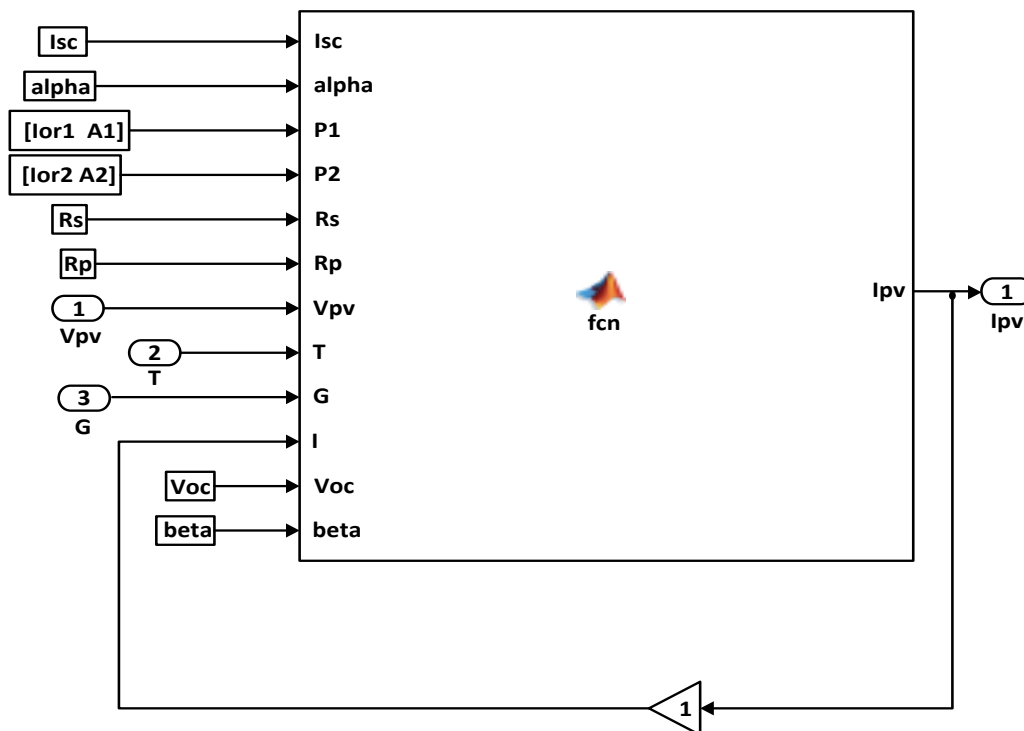 Isc Isc
alpha alpha
[Ior1 A1] P1
[Ior2 A2] P2
Rs Rs
Rp Rp
1 Vpv
Vpv
2 T
T
3 G
G
I
Voc Voc
beta beta
fcn
Ipv 1
Ipv
1